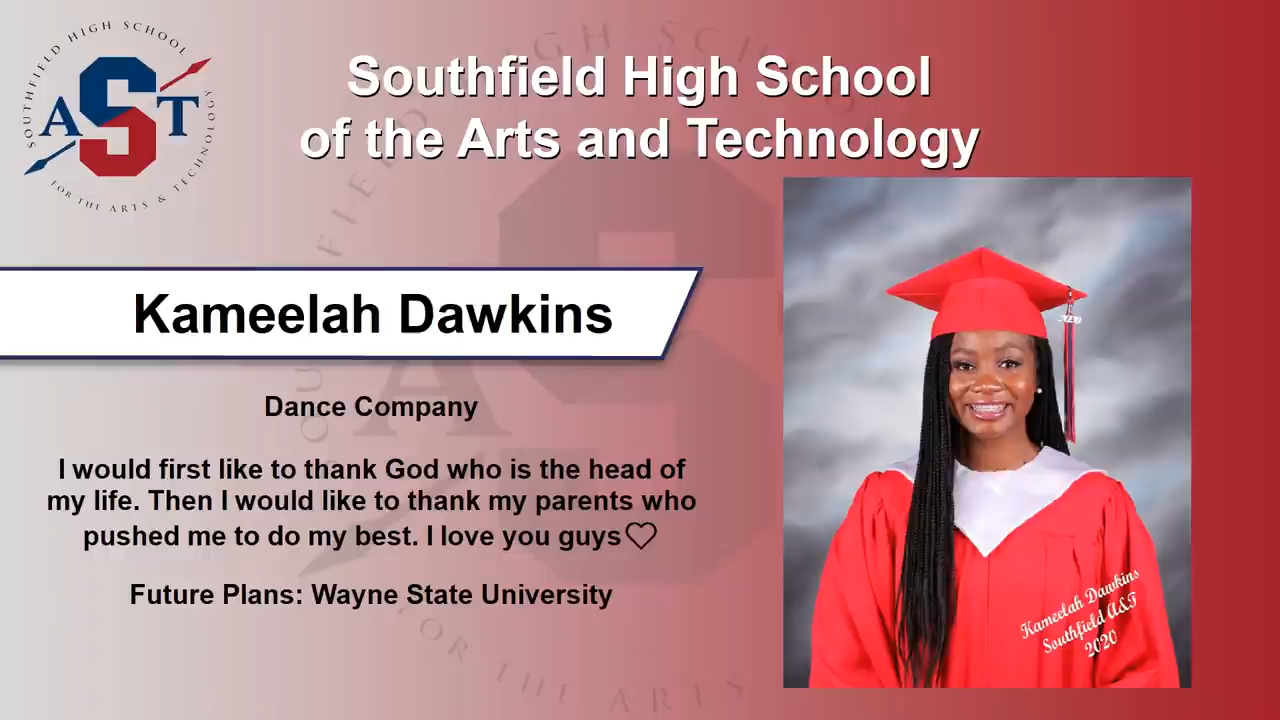 SOUTHFIELD HIGH SCHOOL
AST
FOR THE ARTS & TECHNOLOGY
Southfield High School
of the Arts and Technology
Kameelah Dawkins
Dance Company
I would first like to thank God who is the head of
my life. Then I would like to thank my parents who
pushed me to do my best. I love you guys♡
Future Plans: Wayne State University
2020
Kameelah Dawkins
Southfield A&T
2020